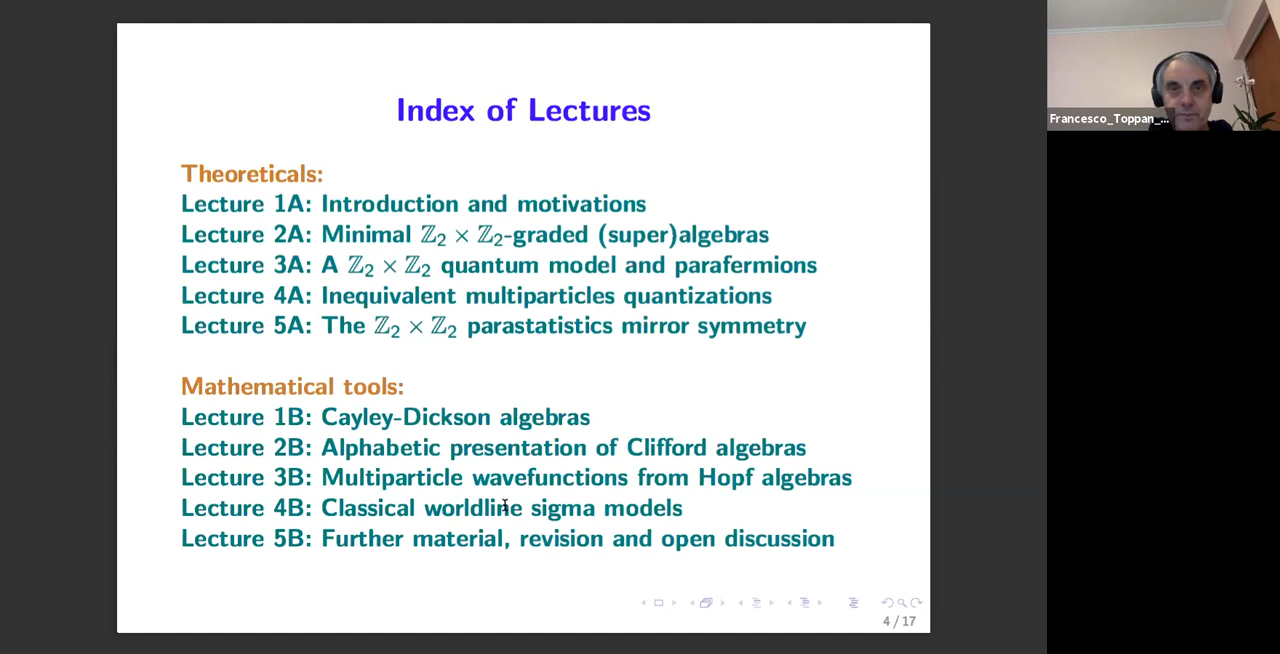 Index of Lectures
Theoreticals:
Lecture 1A: Introduction and motivations
Lecture 2A: Minimal ℤ₂ × ℤ₂-graded (super)algebras
Lecture 3A: A ℤ₂ × ℤ₂ quantum model and parafermions
Lecture 4A: Inequivalent multiparticles quantizations
Lecture 5A: The ℤ₂ × ℤ₂ parastatistics mirror symmetry
Mathematical tools:
Lecture 1B: Cayley-Dickson algebras
Lecture 2B: Alphabetic presentation of Clifford algebras
Lecture 3B: Multiparticle wavefunctions from Hopf algebras
Lecture 4B: Classical worldline sigma models
Lecture 5B: Further material, revision and open discussion
4 / 17
Francesco_Toppan_...